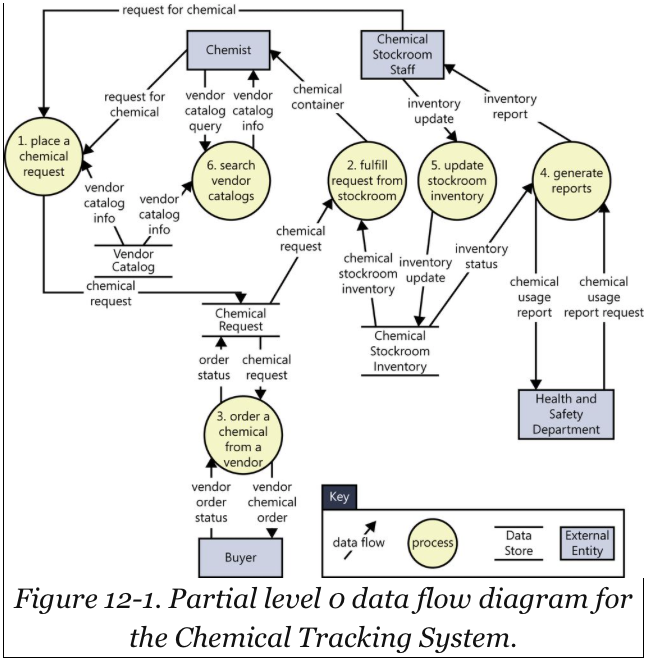 request for chemical
Chemist
Chemical
Stockroom
Staff
request for
chemical
vendor
catalog
query
vendor
catalog
info
chemical
container
inventory
update
inventory
report
1. place a
chemical
request
6. search
vendor
catalogs
2. fulfill
request from
stockroom
5. update
stockroom
inventory
4. generate
reports
vendor
catalog
info
vendor
catalog
info
Vendor
Catalog
chemical
request
chemical
request
chemical
stockroom
inventory
inventory
update
inventory
status
chemical
usage
report
chemical
usage
report request
Chemical
Request
Chemical
Stockroom
Inventory
order
status
chemical
request
Health and
Safety
Department
3. order a
chemical
from a
vendor
vendor
order
status
vendor
chemical
order
Buyer
Key
data flow
process
Data
Store
External
Entity
Figure 12-1. Partial level 0 data flow diagram for
the Chemical Tracking System.